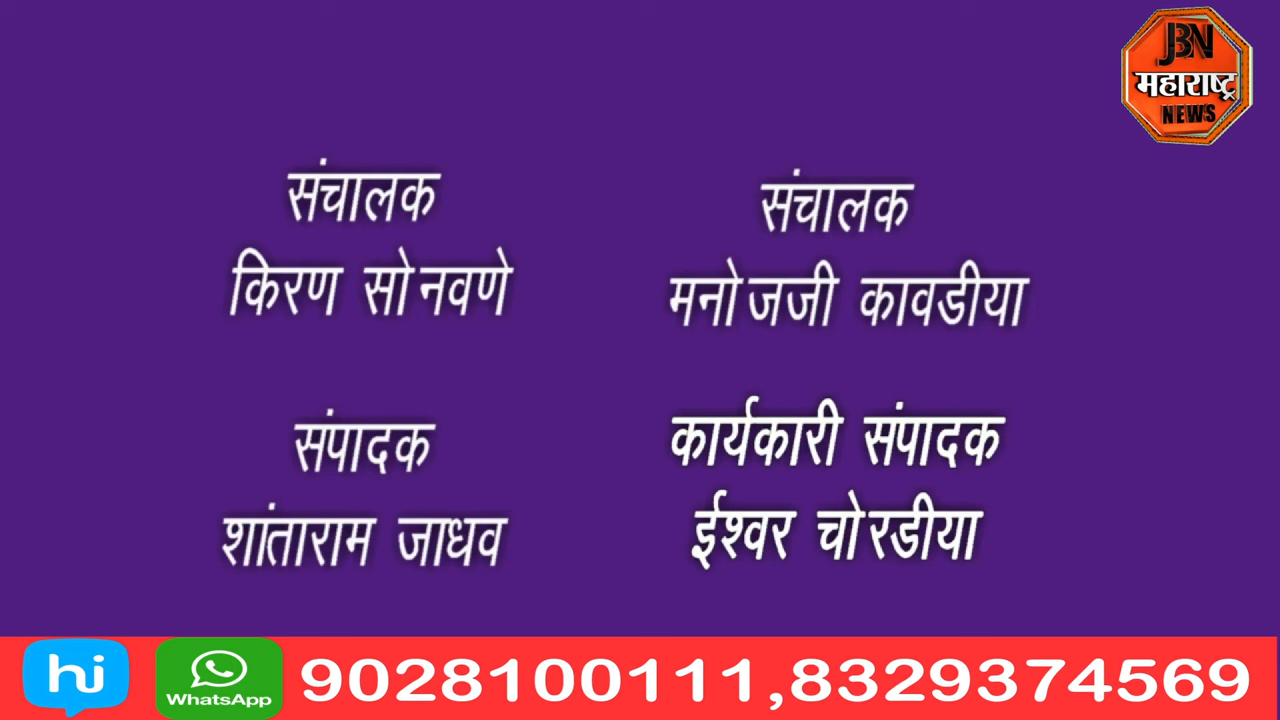 JBN
महाराष्ट्र
NEWS
संचालक
किरण सोनवणे
संचालक
मनोजजी कावडीया
संपादक
शांताराम जाधव
कार्यकारी संपादक
ईश्वर चोरडीया
hi
WhatsApp
9028100111,8329374569